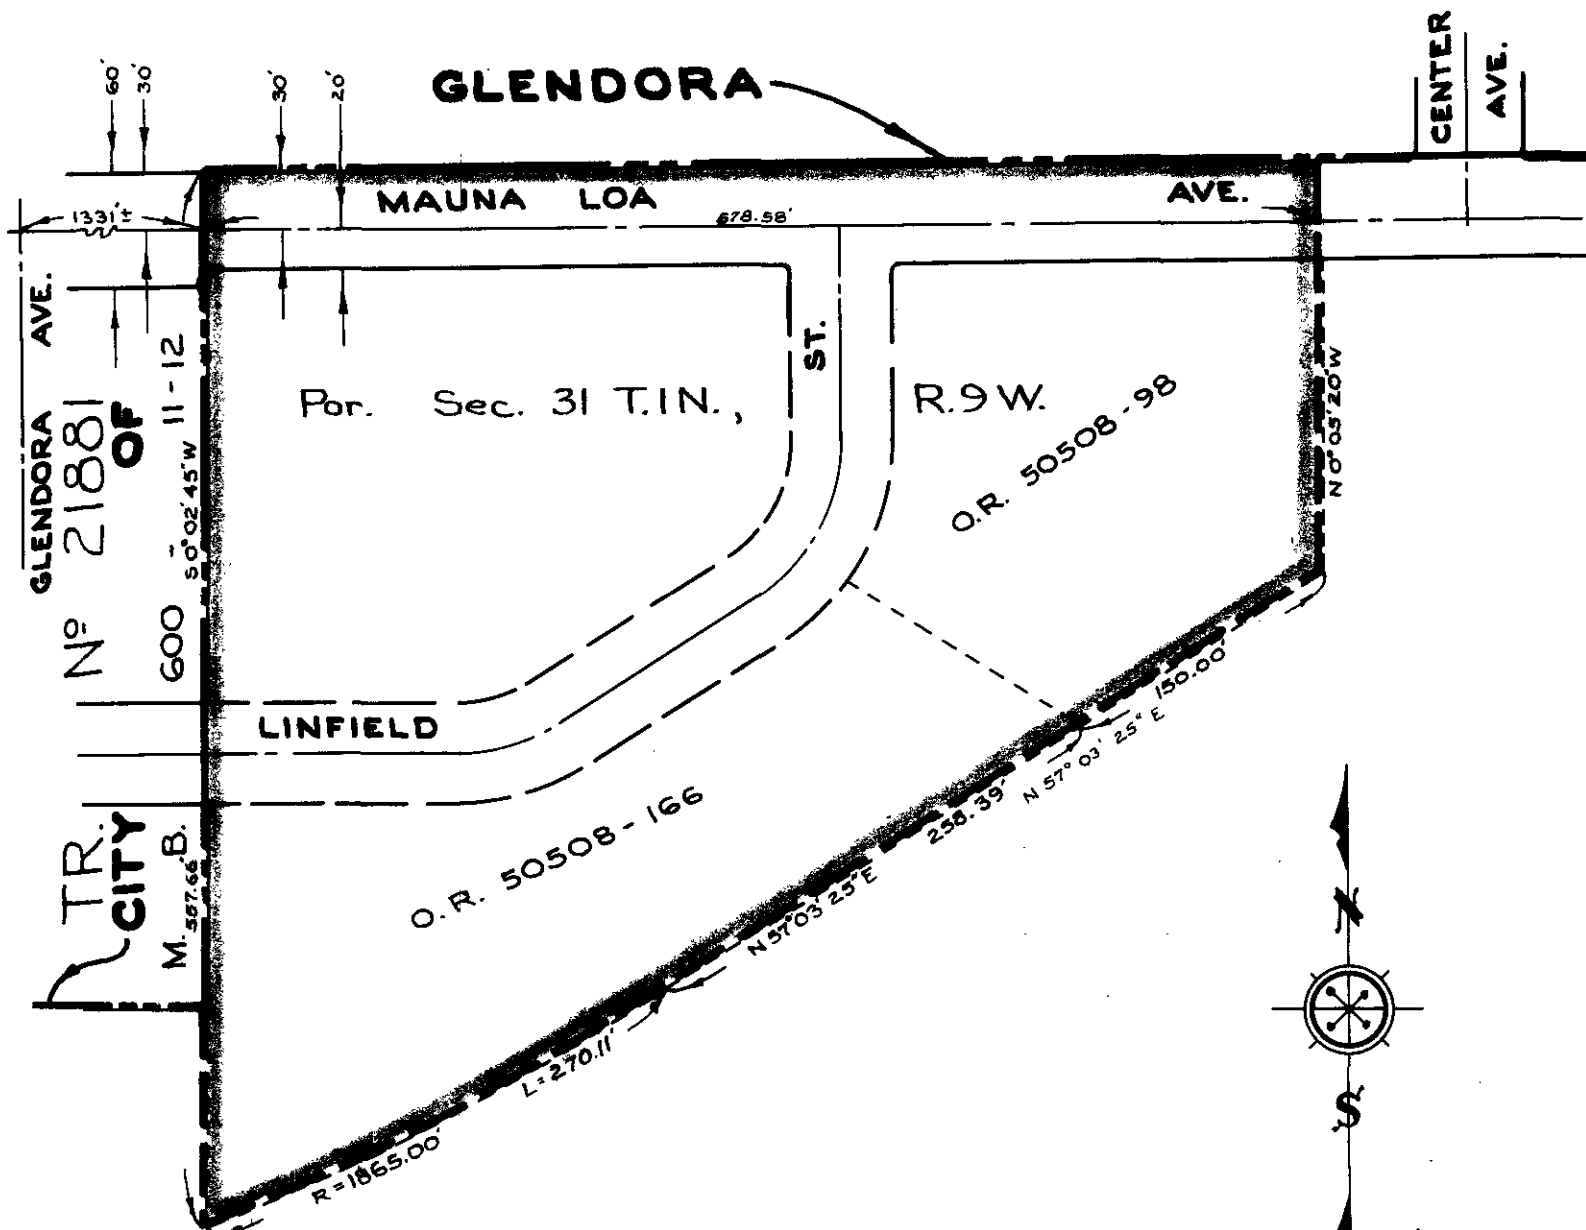 GLENDORA
CENTER
AVE.
60'
30'
30'
20'
MAUNA LOA AVE.
1331'±
678.58'
GLENDORA AVE.
TR. Nº 21881
CITY OF
M. B. 600 - 11 - 12
S 0° 02' 45" W
587.66'
Por. Sec. 31 T.1N., R.9W.
ST.
O.R. 50508-98
N 0° 05' 20" W
LINFIELD
150.00'
N 57° 03' 25" E
258.39'
N 57° 03' 25" E
O.R. 50508-166
L=270.11'
R=1865.00'
N
S